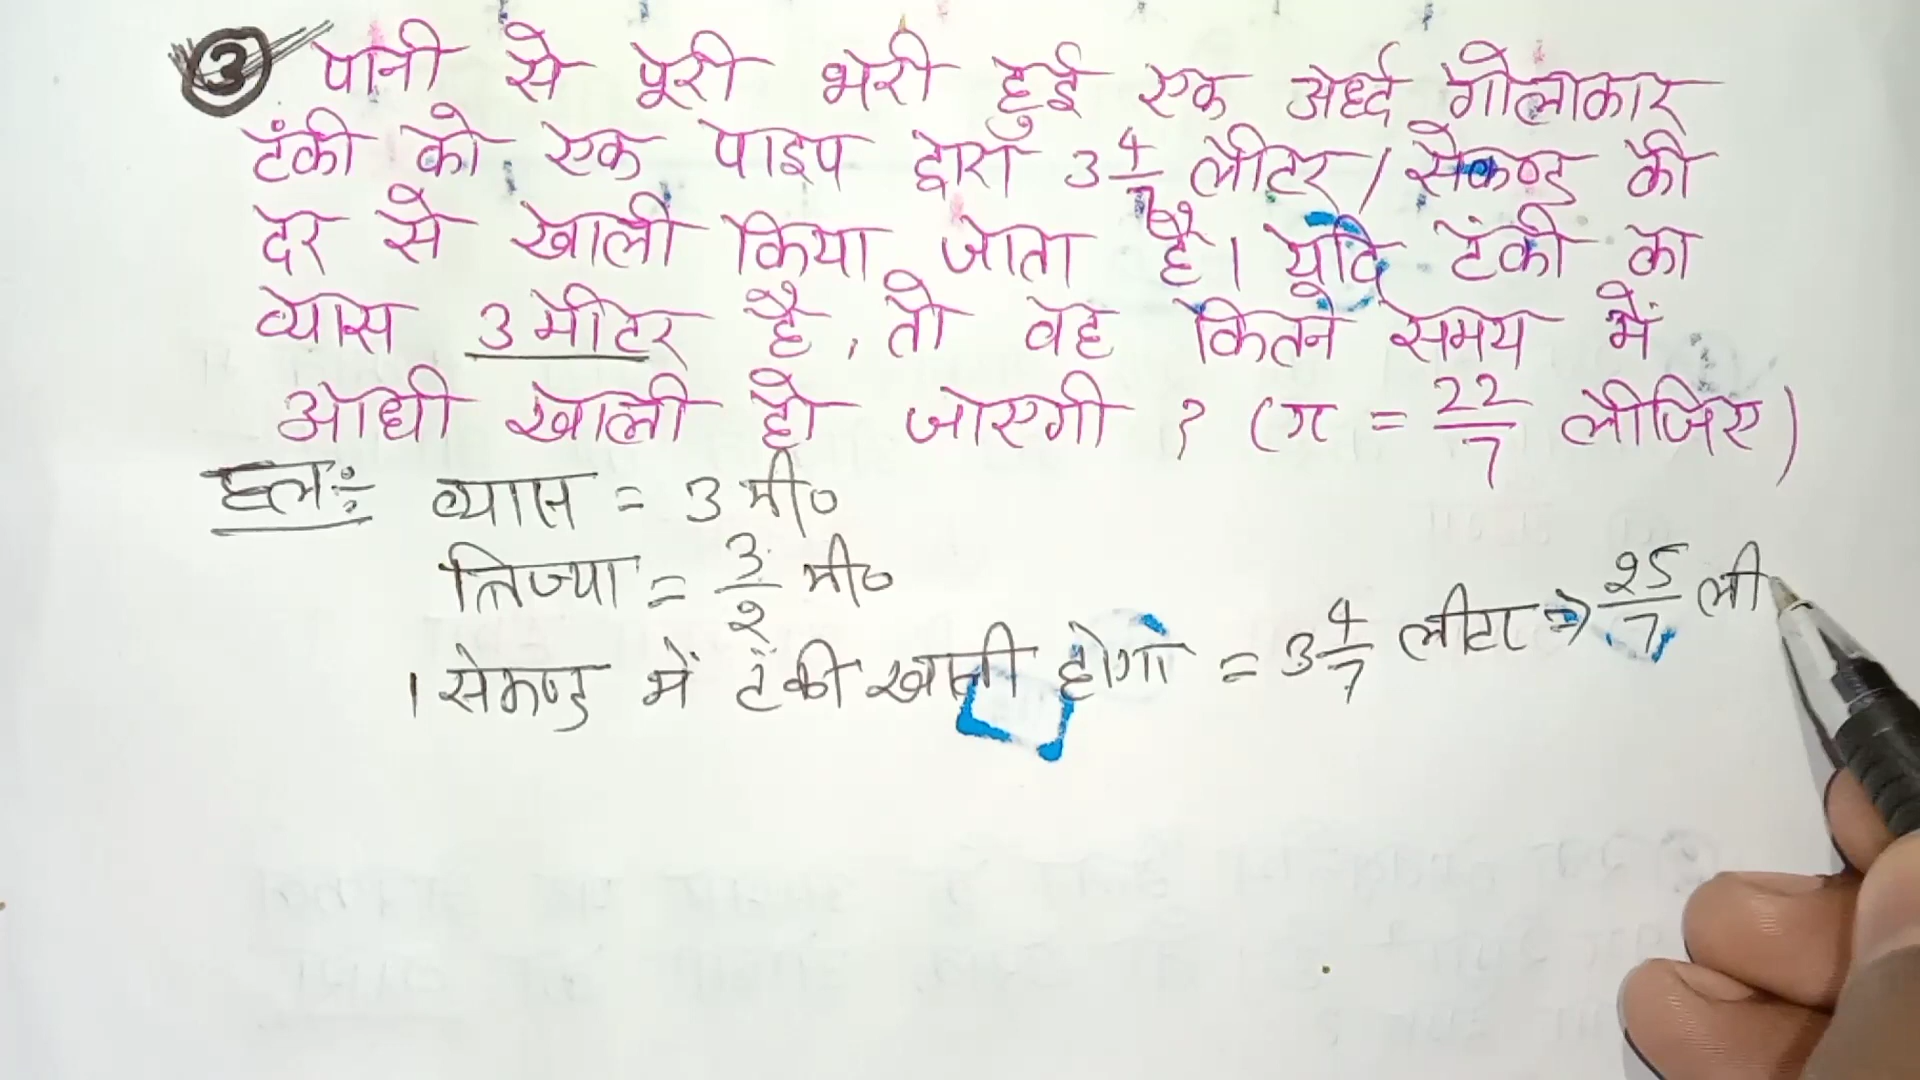 ③ पानी से पूरी भरी हुई एक अर्ध्द गोलाकार
टंकी को एक पाइप द्वारा 3 4/7 लीटर / सेकण्ड की
दर से खाली किया जाता है। यदि टंकी का
व्यास 3 मीटर है, तो वह कितने समय में
आधी खाली हो जाएगी ? (π = 22/7 लीजिए)
हल:- व्यास = 3 मी०
त्रिज्या = 3/2 मी०
1 सेकण्ड में टंकी खाली होगी = 3 4/7 लीटर ⇒ 25/7 ली